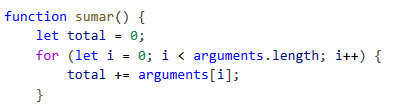 function sumar() {
    let total = 0;
    for (let i = 0; i < arguments.length; i++) {
        total += arguments[i];
    }